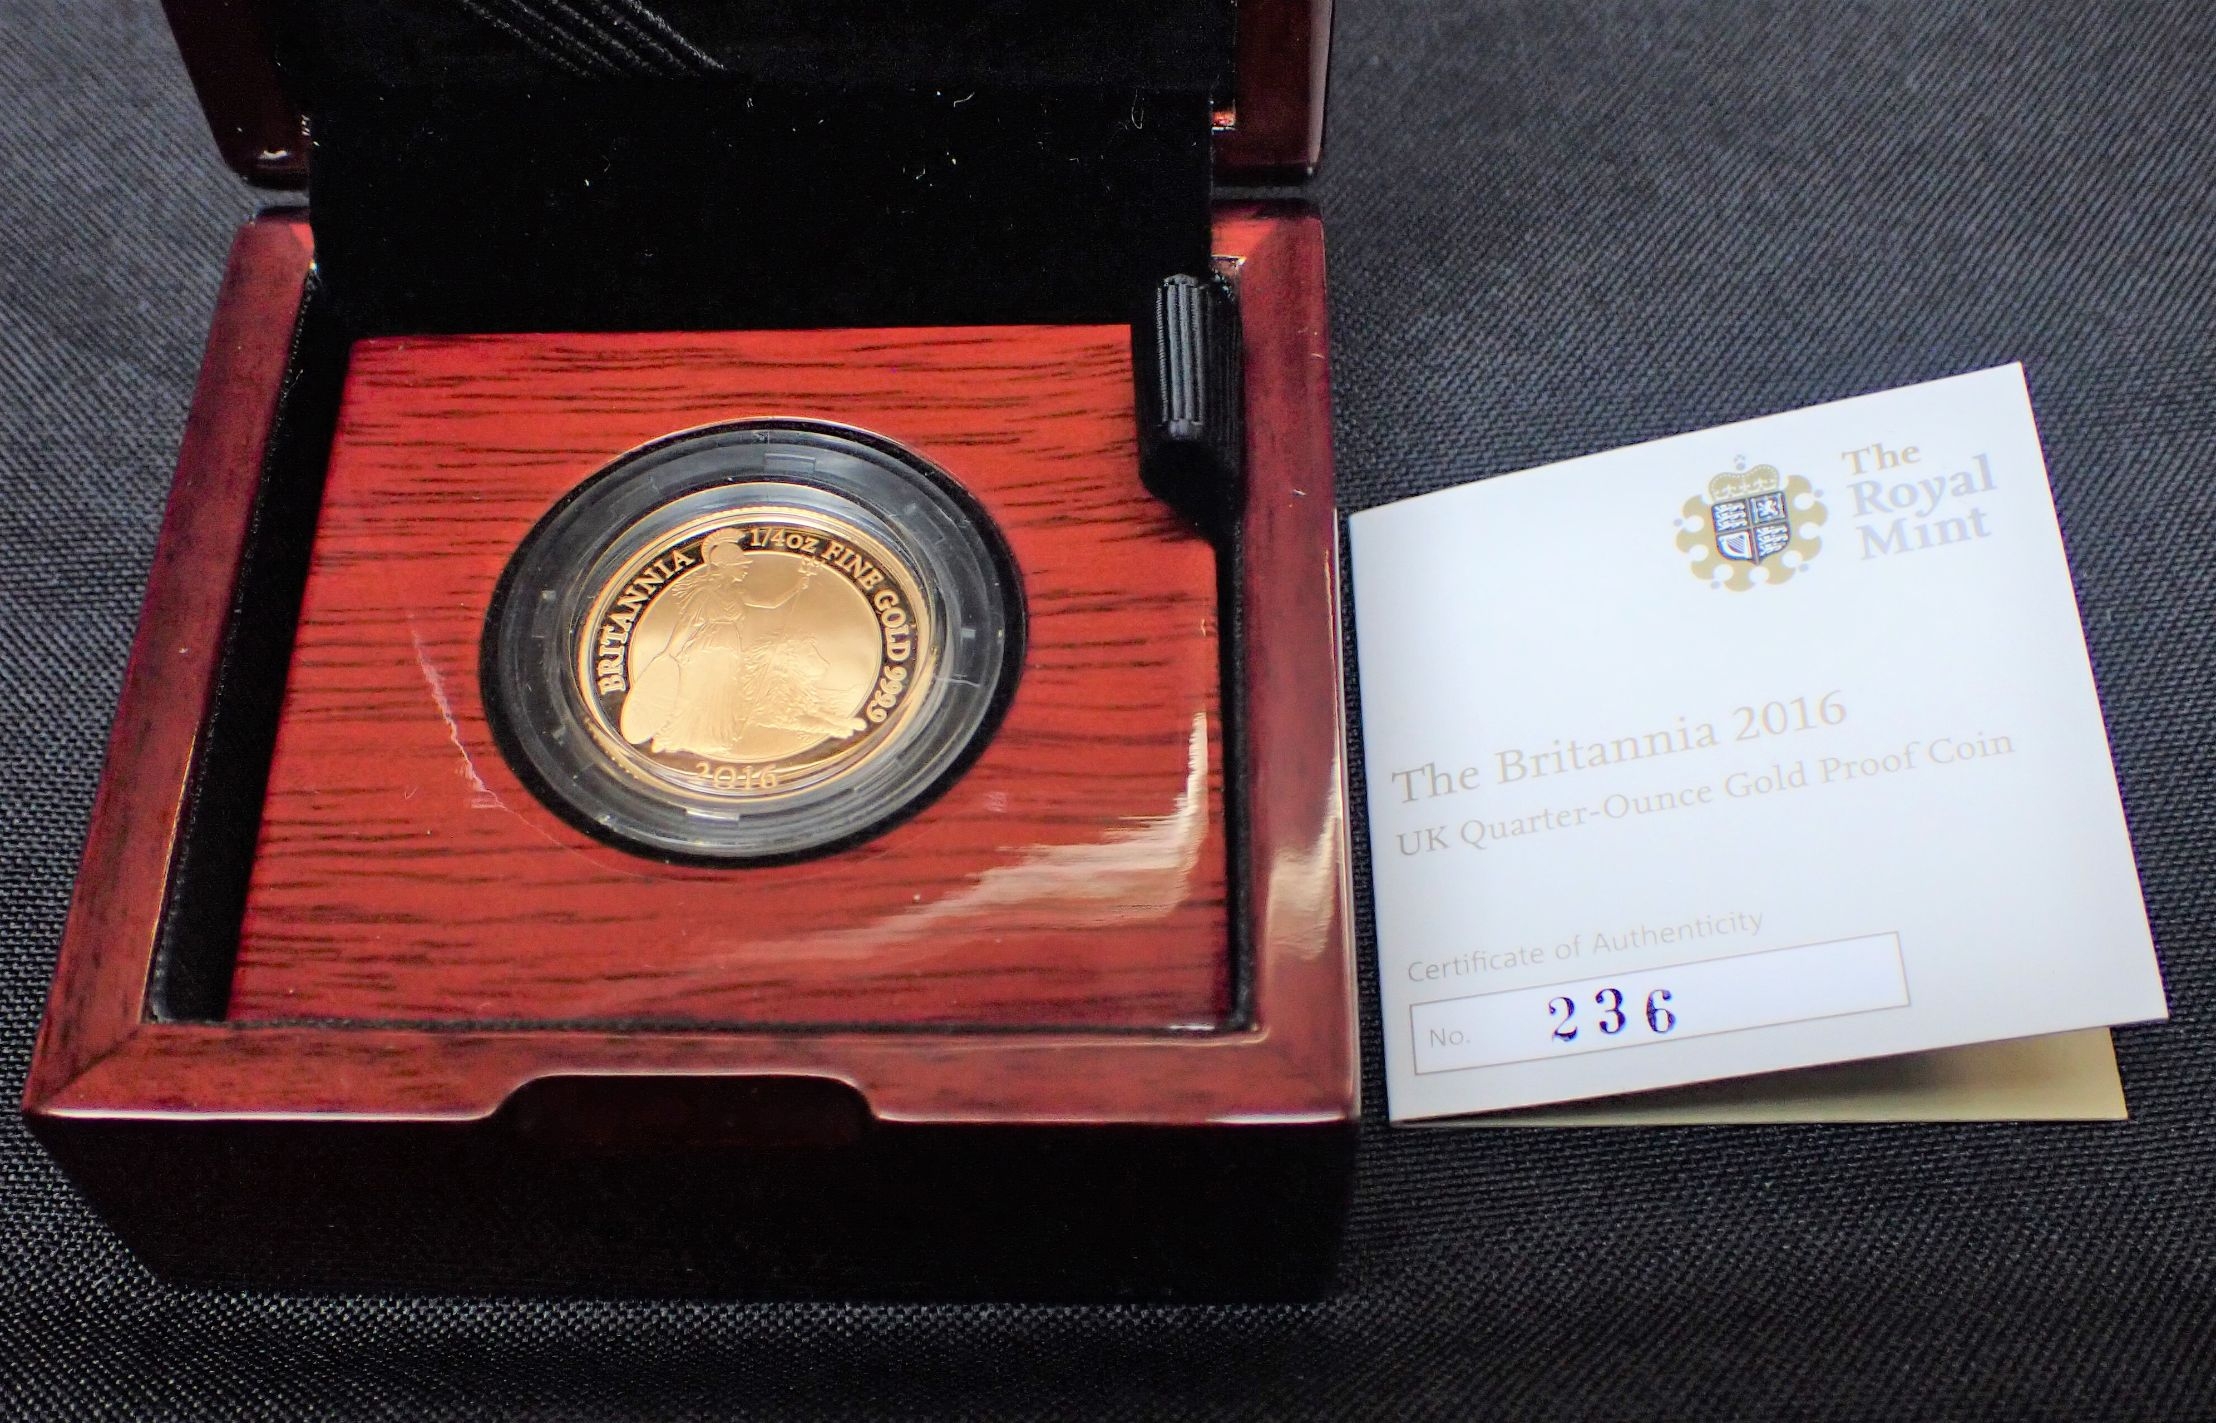 BRITANNIA 1/4oz FINE GOLD 999.9
2016
The
Royal
Mint
The Britannia 2016
UK Quarter-Ounce Gold Proof Coin
Certificate of Authenticity
No. 236